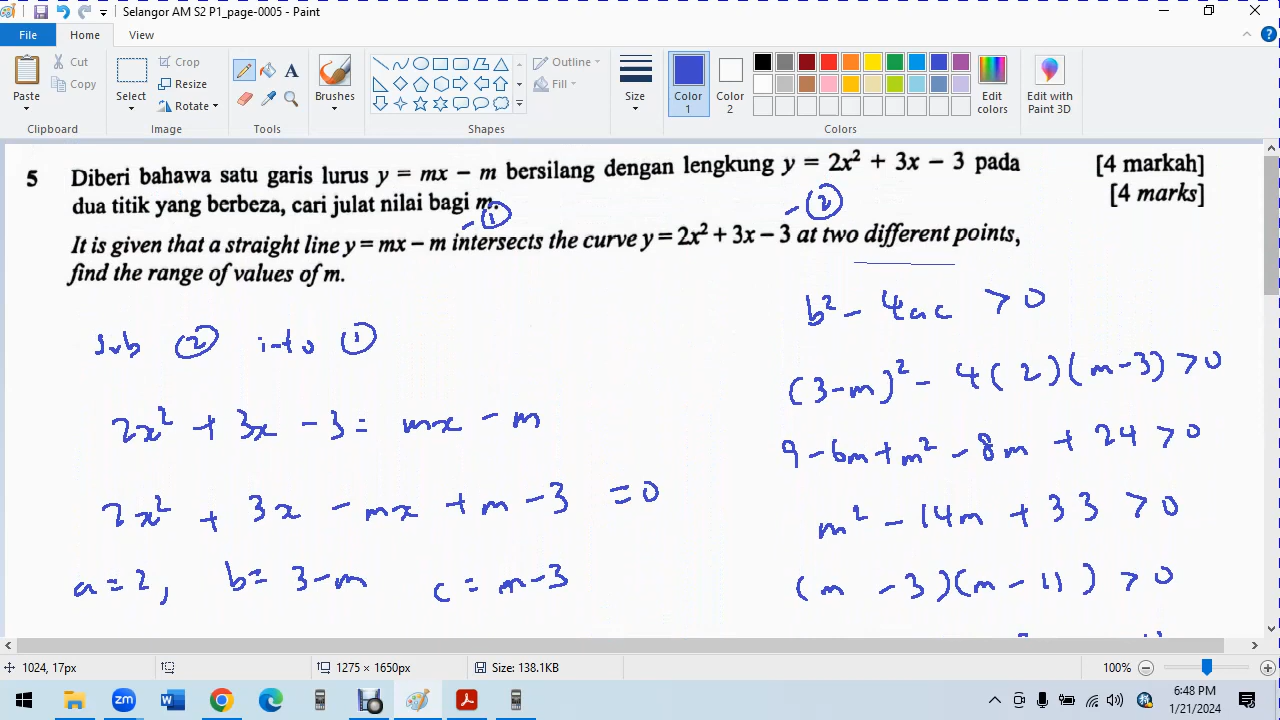 Selangor AM S2 P1_page-0005 - Paint
File Home View
Paste
Cut
Copy
Clipboard
Select
Crop
Resize
Rotate
Image
A
Tools
Brushes
Outline
Fill
Shapes
Size
Color 1
Color 2
Edit colors
Colors
Edit with Paint 3D
5 Diberi bahawa satu garis lurus y = mx − m bersilang dengan lengkung y = 2x² + 3x − 3 pada [4 markah]
dua titik yang berbeza, cari julat nilai bagi m. [4 marks]
- ① - ②
It is given that a straight line y = mx − m intersects the curve y = 2x² + 3x − 3 at two different points,
find the range of values of m.
sub ② into ①
2x² + 3x - 3 = mx - m
2x² + 3x - mx + m - 3 = 0
a = 2, b = 3 - m c = m - 3
b² - 4ac > 0
(3-m)² - 4(2)(m-3) > 0
9 - 6m + m² - 8m + 24 > 0
m² - 14m + 33 > 0
(m - 3)(m - 11) > 0
1024, 17px
1275 × 1650px
Size: 138.1KB
100%
zm
6:48 PM
1/21/2024